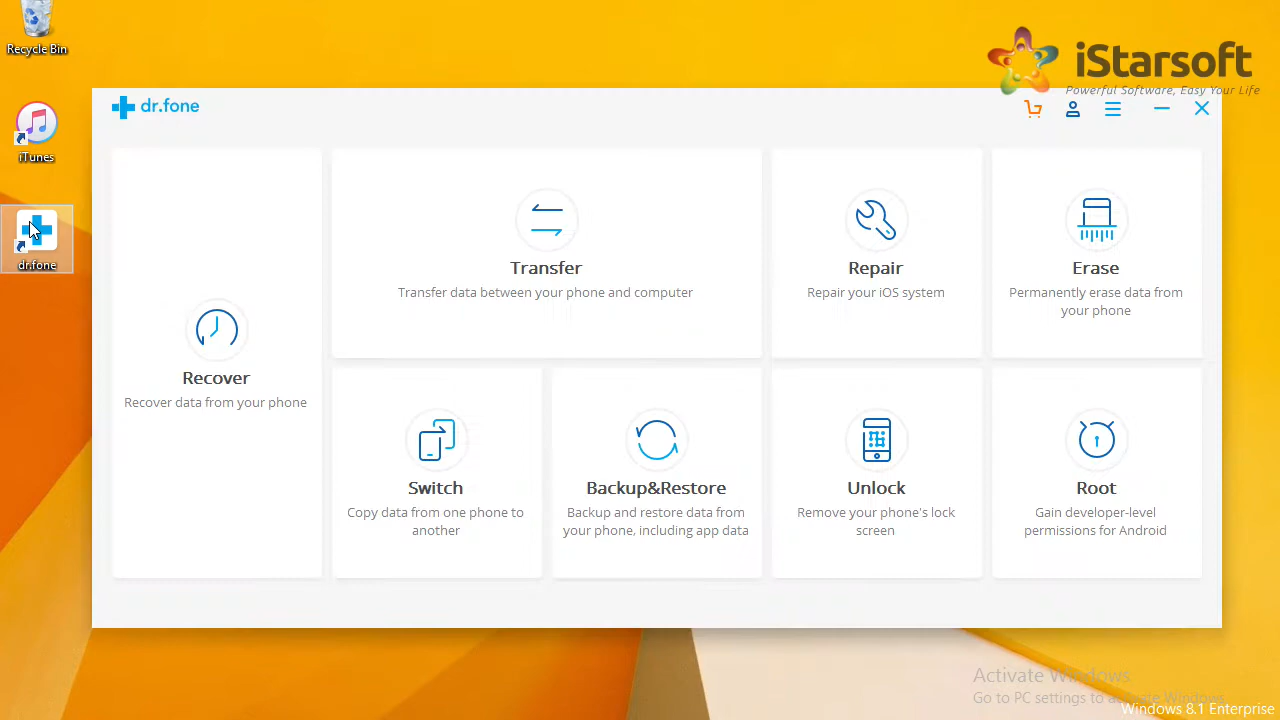 Recycle Bin
iTunes
dr.fone
iStarsoft
Powerful Software, Easy Your Life
dr.fone
Recover
Recover data from your phone
Transfer
Transfer data between your phone and computer
Repair
Repair your iOS system
Erase
Permanently erase data from
your phone
Switch
Copy data from one phone to
another
Backup&Restore
Backup and restore data from
your phone, including app data
Unlock
Remove your phone's lock
screen
Root
Gain developer-level
permissions for Android
Activate Windows
Go to PC settings to activate Windows.
Windows 8.1 Enterprise